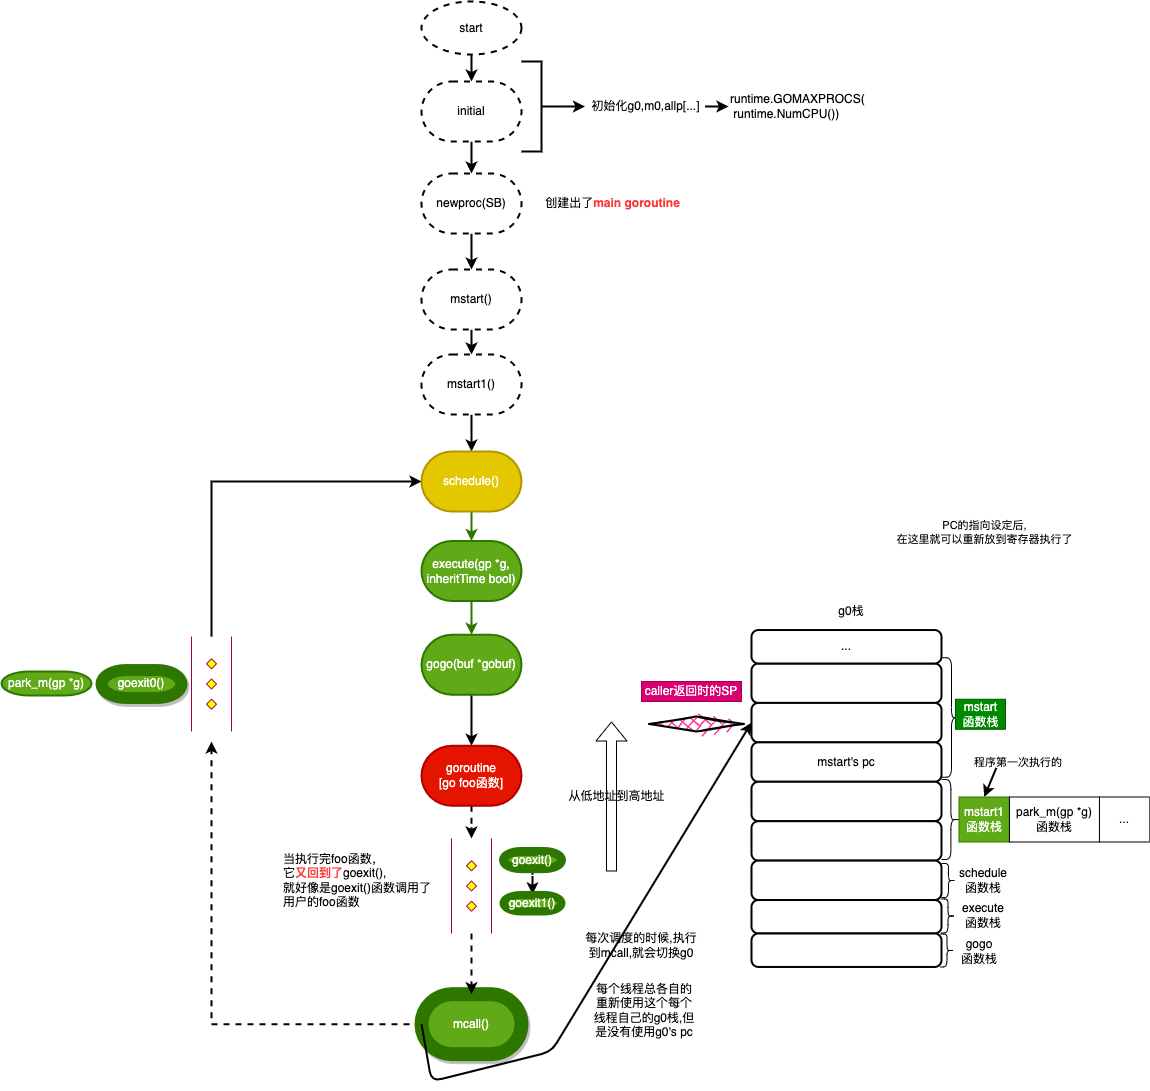 start
initial
初始化g0,m0,allp[...]
runtime.GOMAXPROCS(
runtime.NumCPU())
newproc(SB)
创建出了main goroutine
mstart()
mstart1()
schedule()
execute(gp *g,
inheritTime bool)
gogo(buf *gobuf)
park_m(gp *g)
goexit0()
goroutine
[go foo函数]
当执行完foo函数，
它又回到了goexit(),
就好像是goexit()函数调用了
用户的foo函数
goexit()
goexit1()
mcall()
PC的指向设定后,
在这里就可以重新放到寄存器执行了
g0栈
...
caller返回时的SP
mstart
函数栈
mstart's pc
从低地址到高地址
程序第一次执行的
mstart1
函数栈
park_m(gp *g)
函数栈
...
schedule
函数栈
execute
函数栈
gogo
函数栈
每次调度的时候,执行
到mcall,就会切换g0
每个线程总各自的
重新使用这个每个
线程自己的g0栈,但
是没有使用g0's pc